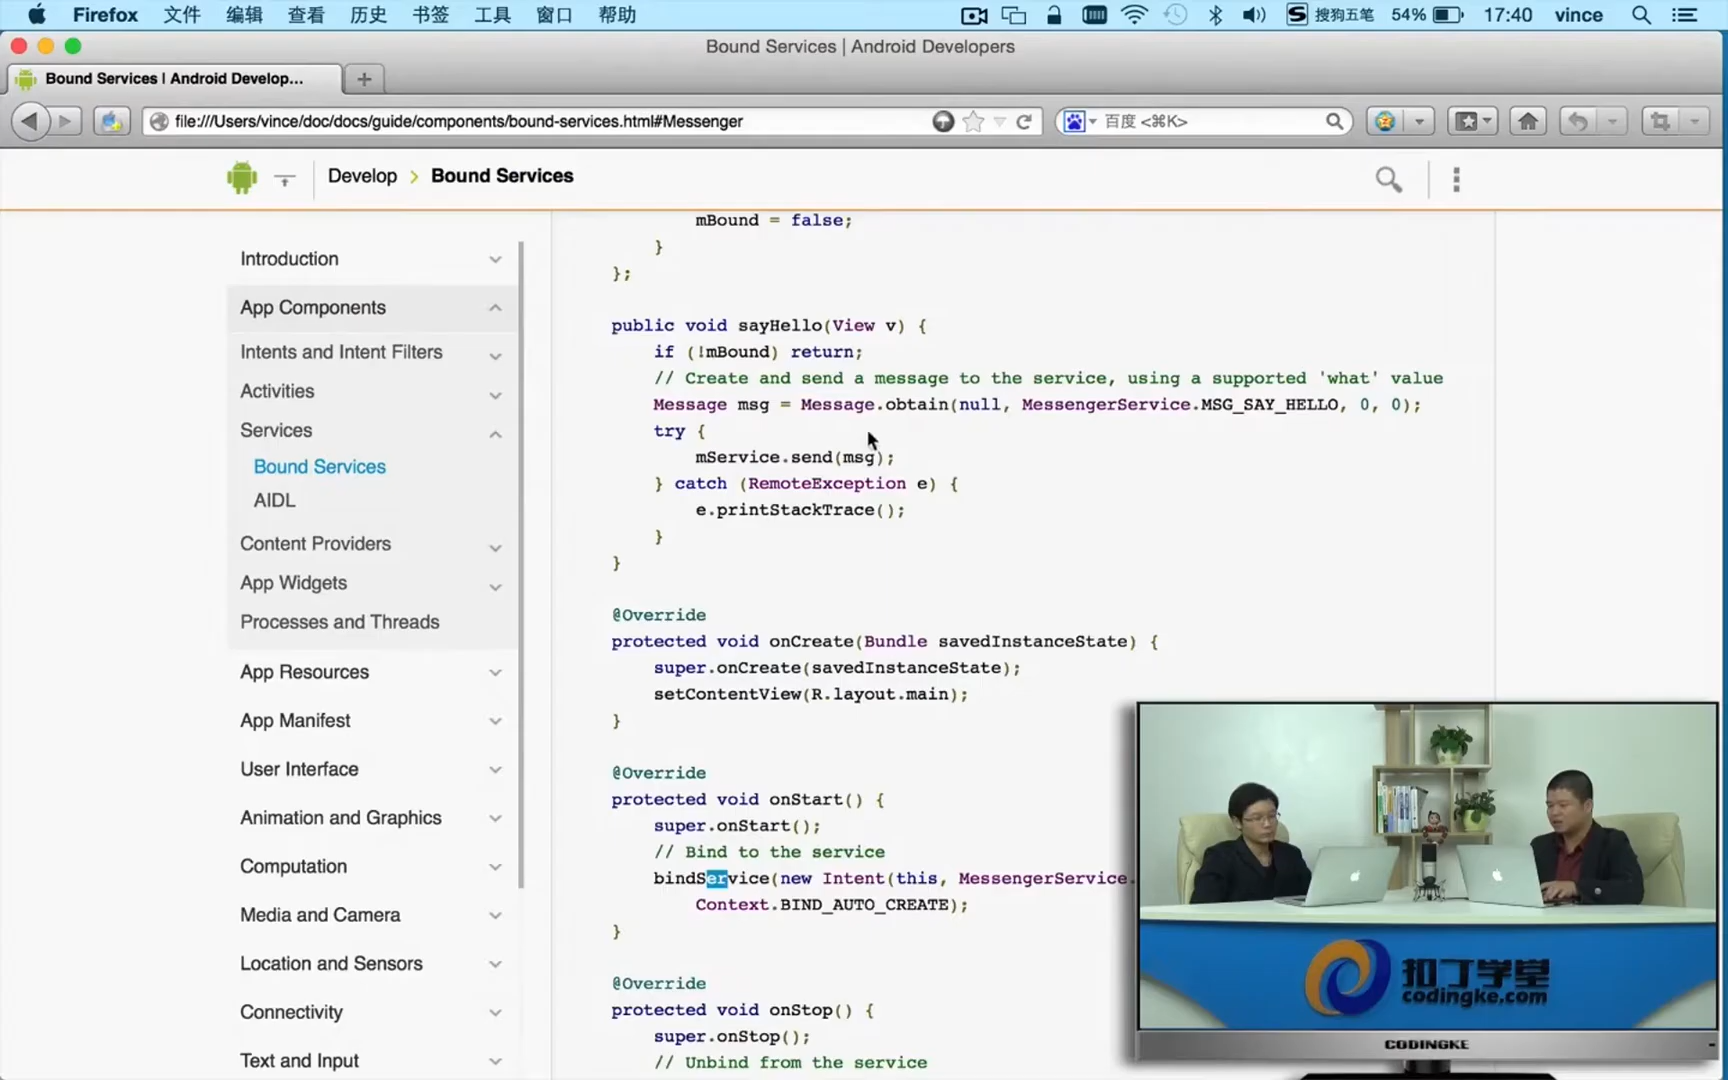 Firefox 文件 编辑 查看 历史 书签 工具 窗口 帮助 S 搜狗五笔 54% 17:40 vince
Bound Services | Android Developers
Bound Services | Android Develop...
file:///Users/vince/doc/docs/guide/components/bound-services.html#Messenger
百度 <⌘K>
Develop > Bound Services
Introduction
App Components
Intents and Intent Filters
Activities
Services
Bound Services
AIDL
Content Providers
App Widgets
Processes and Threads
App Resources
App Manifest
User Interface
Animation and Graphics
Computation
Media and Camera
Location and Sensors
Connectivity
Text and Input
mBound = false;
}
};
public void sayHello(View v) {
if (!mBound) return;
// Create and send a message to the service, using a supported 'what' value
Message msg = Message.obtain(null, MessengerService.MSG_SAY_HELLO, 0, 0);
try {
mService.send(msg);
} catch (RemoteException e) {
e.printStackTrace();
}
}
@Override
protected void onCreate(Bundle savedInstanceState) {
super.onCreate(savedInstanceState);
setContentView(R.layout.main);
}
@Override
protected void onStart() {
super.onStart();
// Bind to the service
bindService(new Intent(this, MessengerService.
Context.BIND_AUTO_CREATE);
}
@Override
protected void onStop() {
super.onStop();
// Unbind from the service
扣丁学堂
codingke.com
CODINGKE